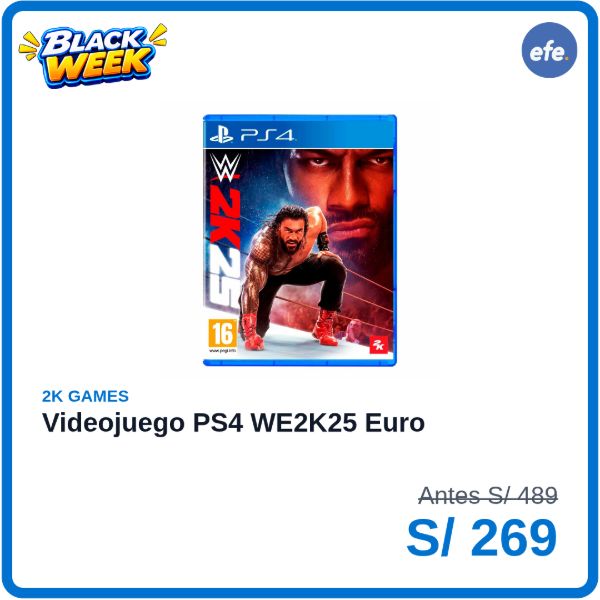 BLACK
WEEK
efe.
PS4
W
2K25
16
www.pegi.info
2K
2K GAMES
Videojuego PS4 WE2K25 Euro
Antes S/ 489
S/ 269